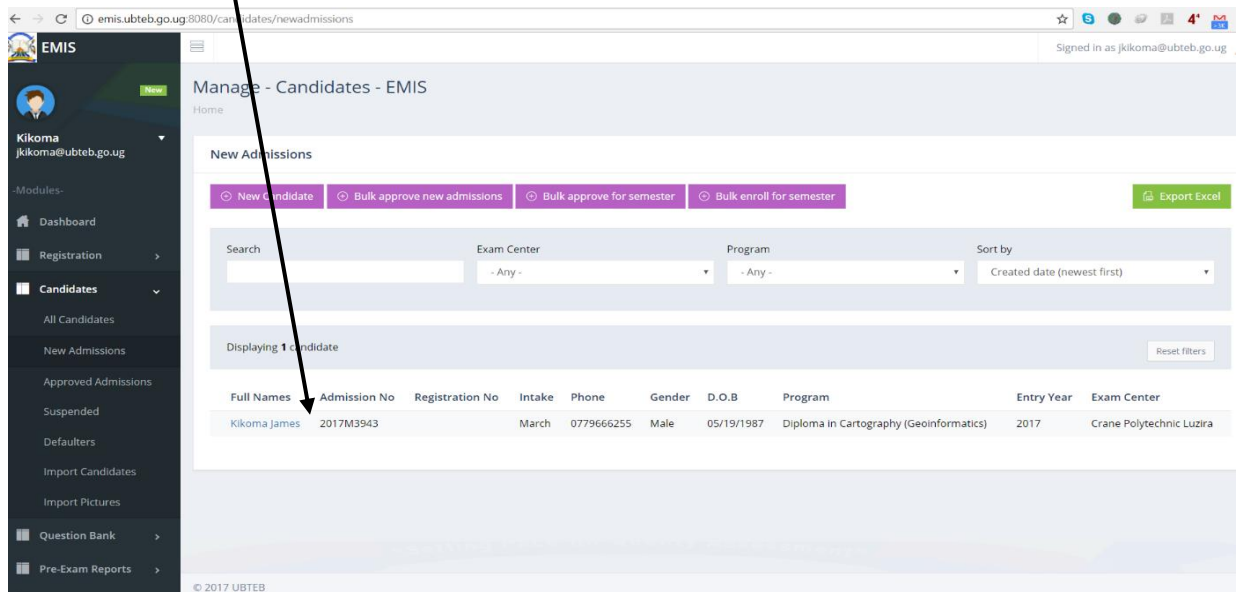 emis.ubteb.go.ug:8080/candidates/newadmissions
EMIS
Signed in as jkikoma@ubteb.go.ug
New
Kikoma
jkikoma@ubteb.go.ug
-Modules-
Dashboard
Registration
Candidates
All Candidates
New Admissions
Approved Admissions
Suspended
Defaulters
Import Candidates
Import Pictures
Question Bank
Pre-Exam Reports
Manage - Candidates - EMIS
Home
New Admissions
New Candidate Bulk approve new admissions Bulk approve for semester Bulk enroll for semester Export Excel
Search Exam Center Program Sort by
- Any - - Any - Created date (newest first)
Displaying 1 candidate Reset filters
Full Names Admission No Registration No Intake Phone Gender D.O.B Program Entry Year Exam Center
Kikoma James 2017M3943 March 0779666255 Male 05/19/1987 Diploma in Cartography (Geoinformatics) 2017 Crane Polytechnic Luzira
© 2017 UBTEB